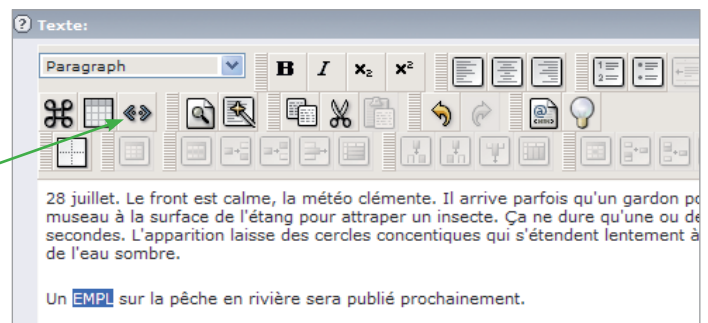 Texte:
Paragraph B I x₂ x²
28 juillet. Le front est calme, la météo clémente. Il arrive parfois qu'un gardon po
museau à la surface de l'étang pour attraper un insecte. Ça ne dure qu'une ou de
secondes. L'apparition laisse des cercles concentiques qui s'étendent lentement à
de l'eau sombre.
Un EMPL sur la pêche en rivière sera publié prochainement.